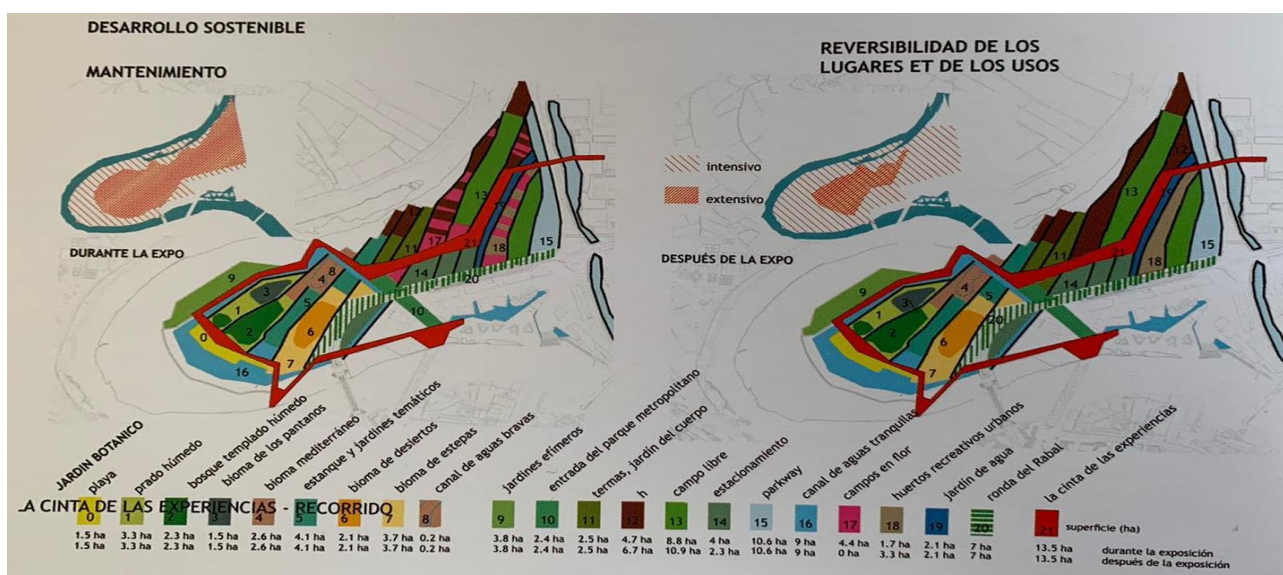 DESARROLLO SOSTENIBLE
MANTENIMIENTO
DURANTE LA EXPO
REVERSIBILIDAD DE LOS
LUGARES ET DE LOS USOS
intensivo
extensivo
DESPUÉS DE LA EXPO
JARDIN BOTANICO
playa
prado húmedo
bosque templado húmedo
bioma de los pantanos
bioma mediterráneo
estanque y jardines temáticos
bioma de desiertos
bioma de estepas
canal de aguas bravas
jardines efimeros
entrada del parque metropolitano
termas, jardín del cuerpo
h
campo libre
estacionamiento
parkway
canal de aguas tranquilas
campos en flor
huertos recreativos urbanos
jardin de agua
ronda del Rabal
la cinta de las experiencias
LA CINTA DE LAS EXPERIENCIAS - RECORRIDO
0 1 2 3 4 5 6 7 8 9 10 11 12 13 14 15 16 17 18 19 20 21 superficie (ha)
1.5 ha 3.3 ha 2.3 ha 1.5 ha 2.6 ha 4.1 ha 2.1 ha 3.7 ha 0.2 ha 3.8 ha 2.4 ha 2.5 ha 4.7 ha 8.8 ha 4 ha 10.6 ha 9 ha 4.4 ha 1.7 ha 2.1 ha 7 ha 13.5 ha durante la exposición
1.5 ha 3.3 ha 2.3 ha 1.5 ha 2.6 ha 4.1 ha 2.1 ha 3.7 ha 0.2 ha 3.8 ha 2.4 ha 2.5 ha 6.7 ha 10.9 ha 2.3 ha 10.6 ha 9 ha 0 ha 3.3 ha 2.1 ha 7 ha 13.5 ha después de la exposición